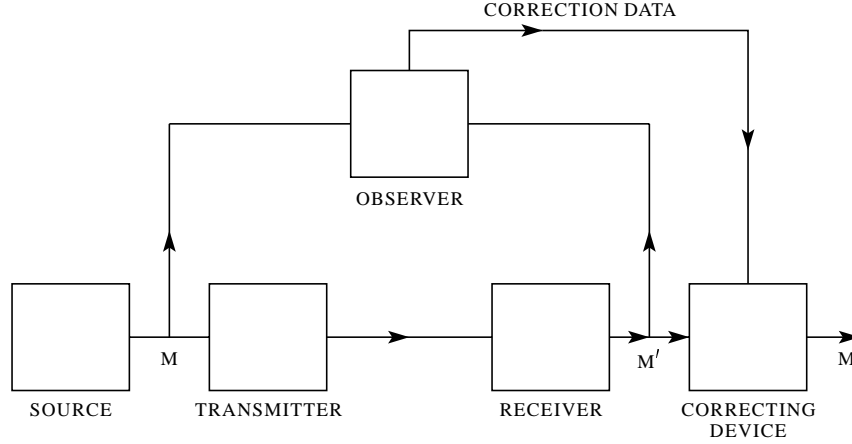 CORRECTION DATA
OBSERVER
M
M′
M
SOURCE
TRANSMITTER
RECEIVER
CORRECTING
DEVICE